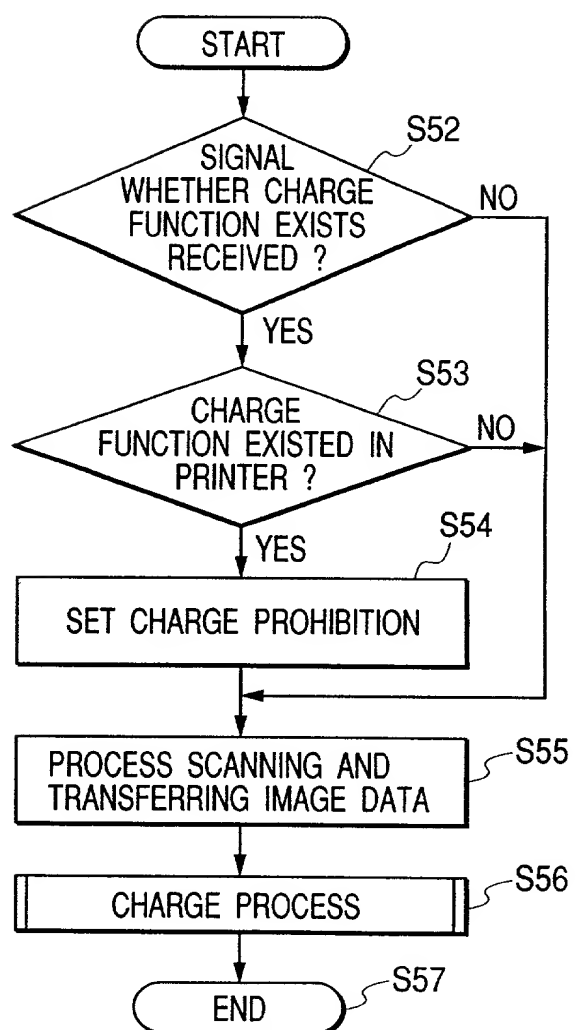 START
S52
SIGNAL
WHETHER CHARGE
FUNCTION EXISTS
RECEIVED ?
NO
YES
S53
CHARGE
FUNCTION EXISTED IN
PRINTER ?
NO
YES
S54
SET CHARGE PROHIBITION
S55
PROCESS SCANNING AND
TRANSFERRING IMAGE DATA
S56
CHARGE PROCESS
S57
END